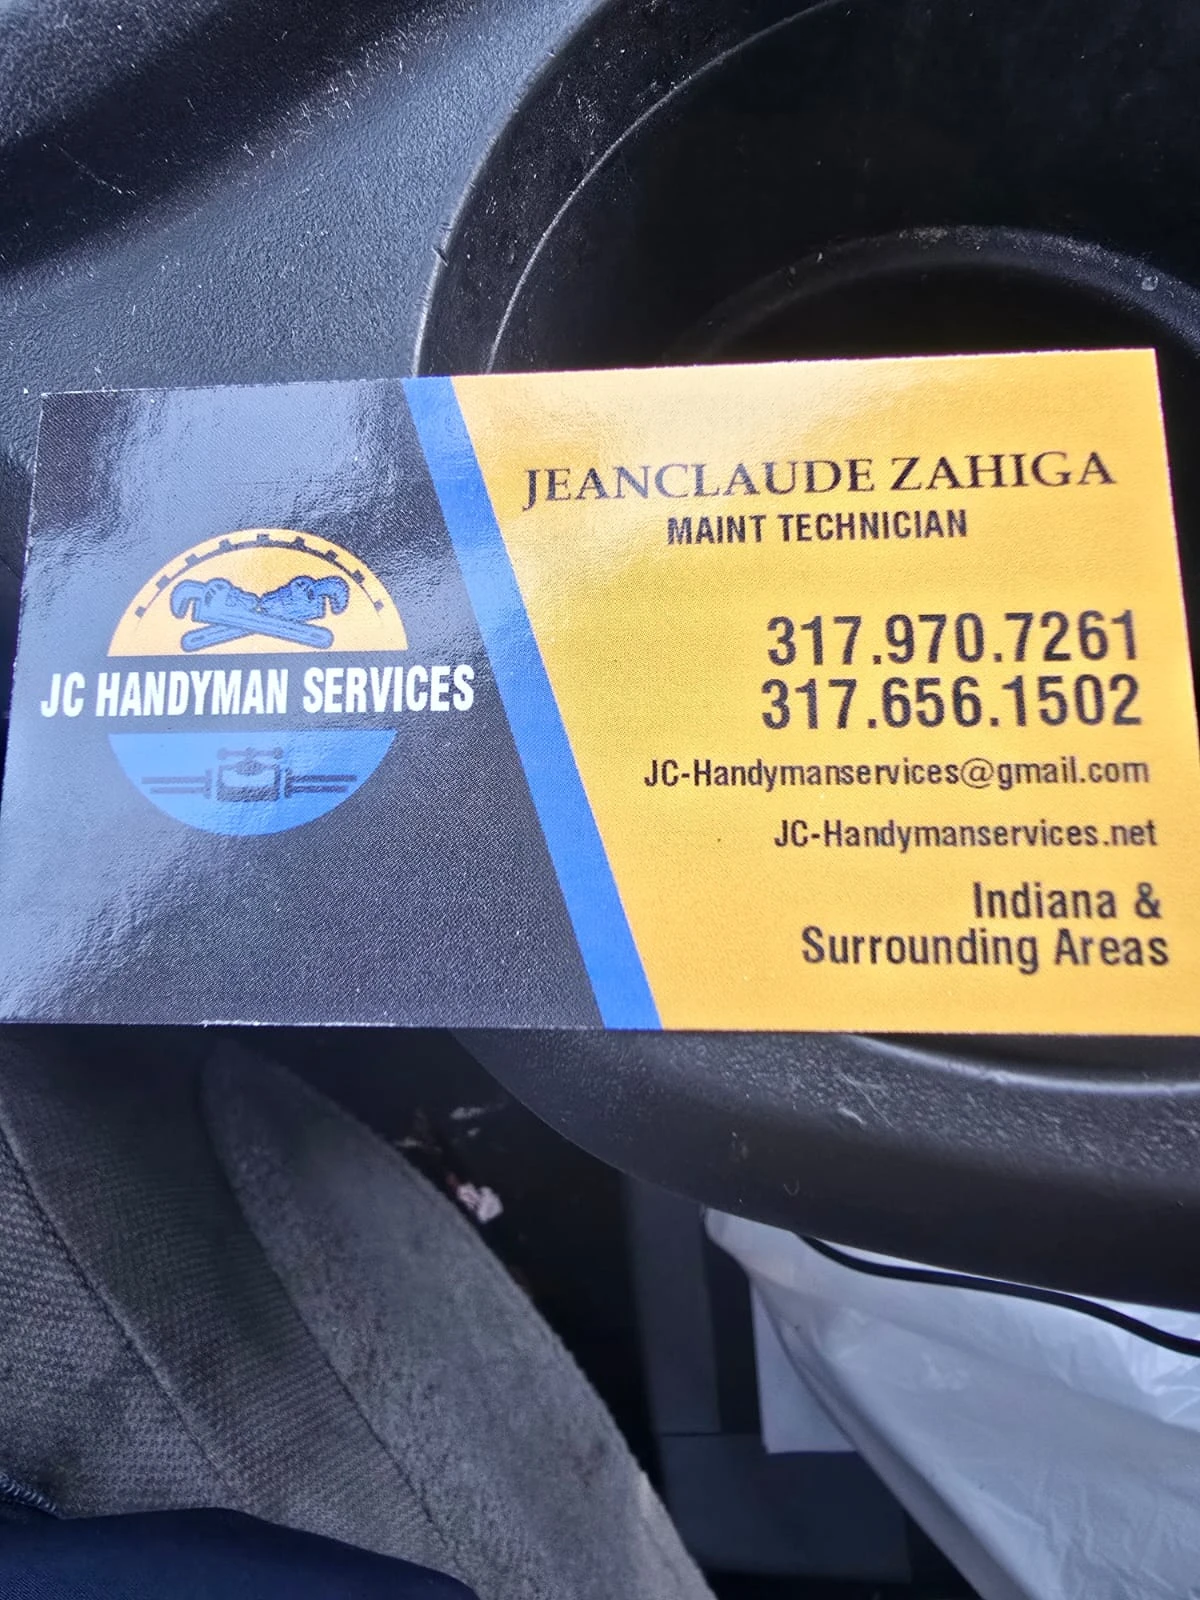 JC HANDYMAN SERVICES
JEANCLAUDE ZAHIGA
MAINT TECHNICIAN
317.970.7261
317.656.1502
JC-Handymanservices@gmail.com
JC-Handymanservices.net
Indiana &
Surrounding Areas